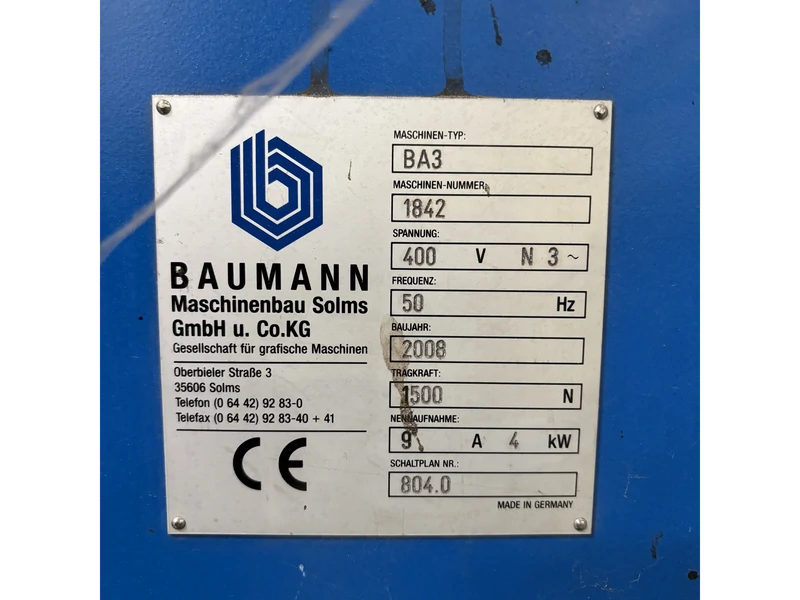 BAUMANN
Maschinenbau Solms
GmbH u. Co.KG
Gesellschaft für grafische Maschinen
Oberbieler Straße 3
35606 Solms
Telefon (0 64 42) 92 83-0
Telefax (0 64 42) 92 83-40 + 41
CE
MASCHINEN-TYP:
BA3
MASCHINEN-NUMMER:
1842
SPANNUNG:
400 V N 3 ~
FREQUENZ:
50 Hz
BAUJAHR:
2008
TRAGKRAFT:
1500 N
NENNAUFNAHME:
9 A 4 kW
SCHALTPLAN NR.:
804.0
MADE IN GERMANY